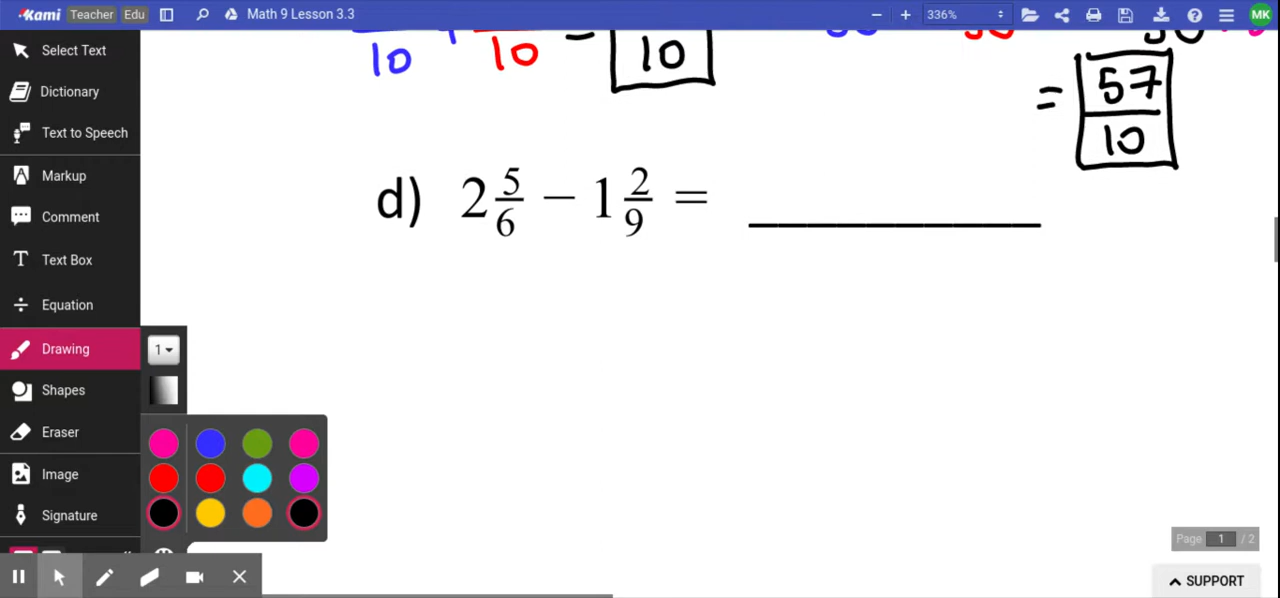 Kami Teacher Edu Math 9 Lesson 3.3 336% MK
Select Text
Dictionary
Text to Speech
Markup
Comment
Text Box
Equation
Drawing
1
Shapes
Eraser
Image
Signature
10 + 10 = 10
= 57/10
d) 2 5/6 − 1 2/9 = __________
Page 1 / 2
SUPPORT